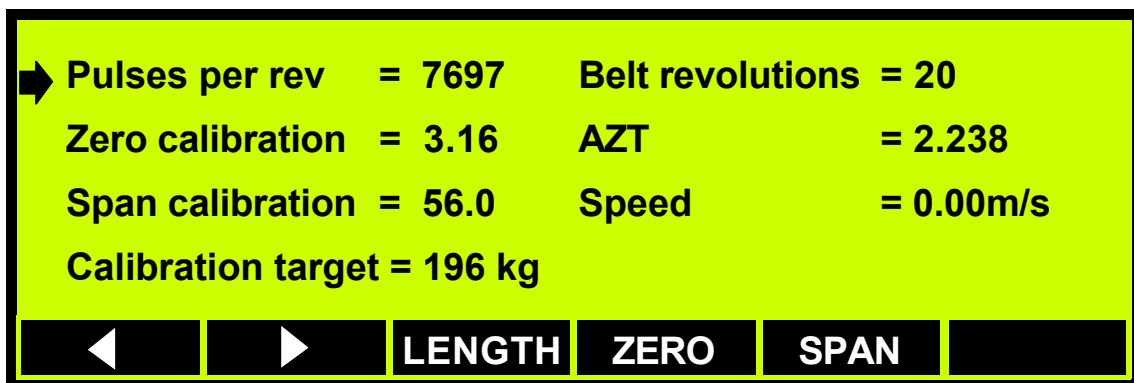 Pulses per rev = 7697 Belt revolutions = 20
Zero calibration = 3.16 AZT = 2.238
Span calibration = 56.0 Speed = 0.00m/s
Calibration target = 196 kg
LENGTH ZERO SPAN